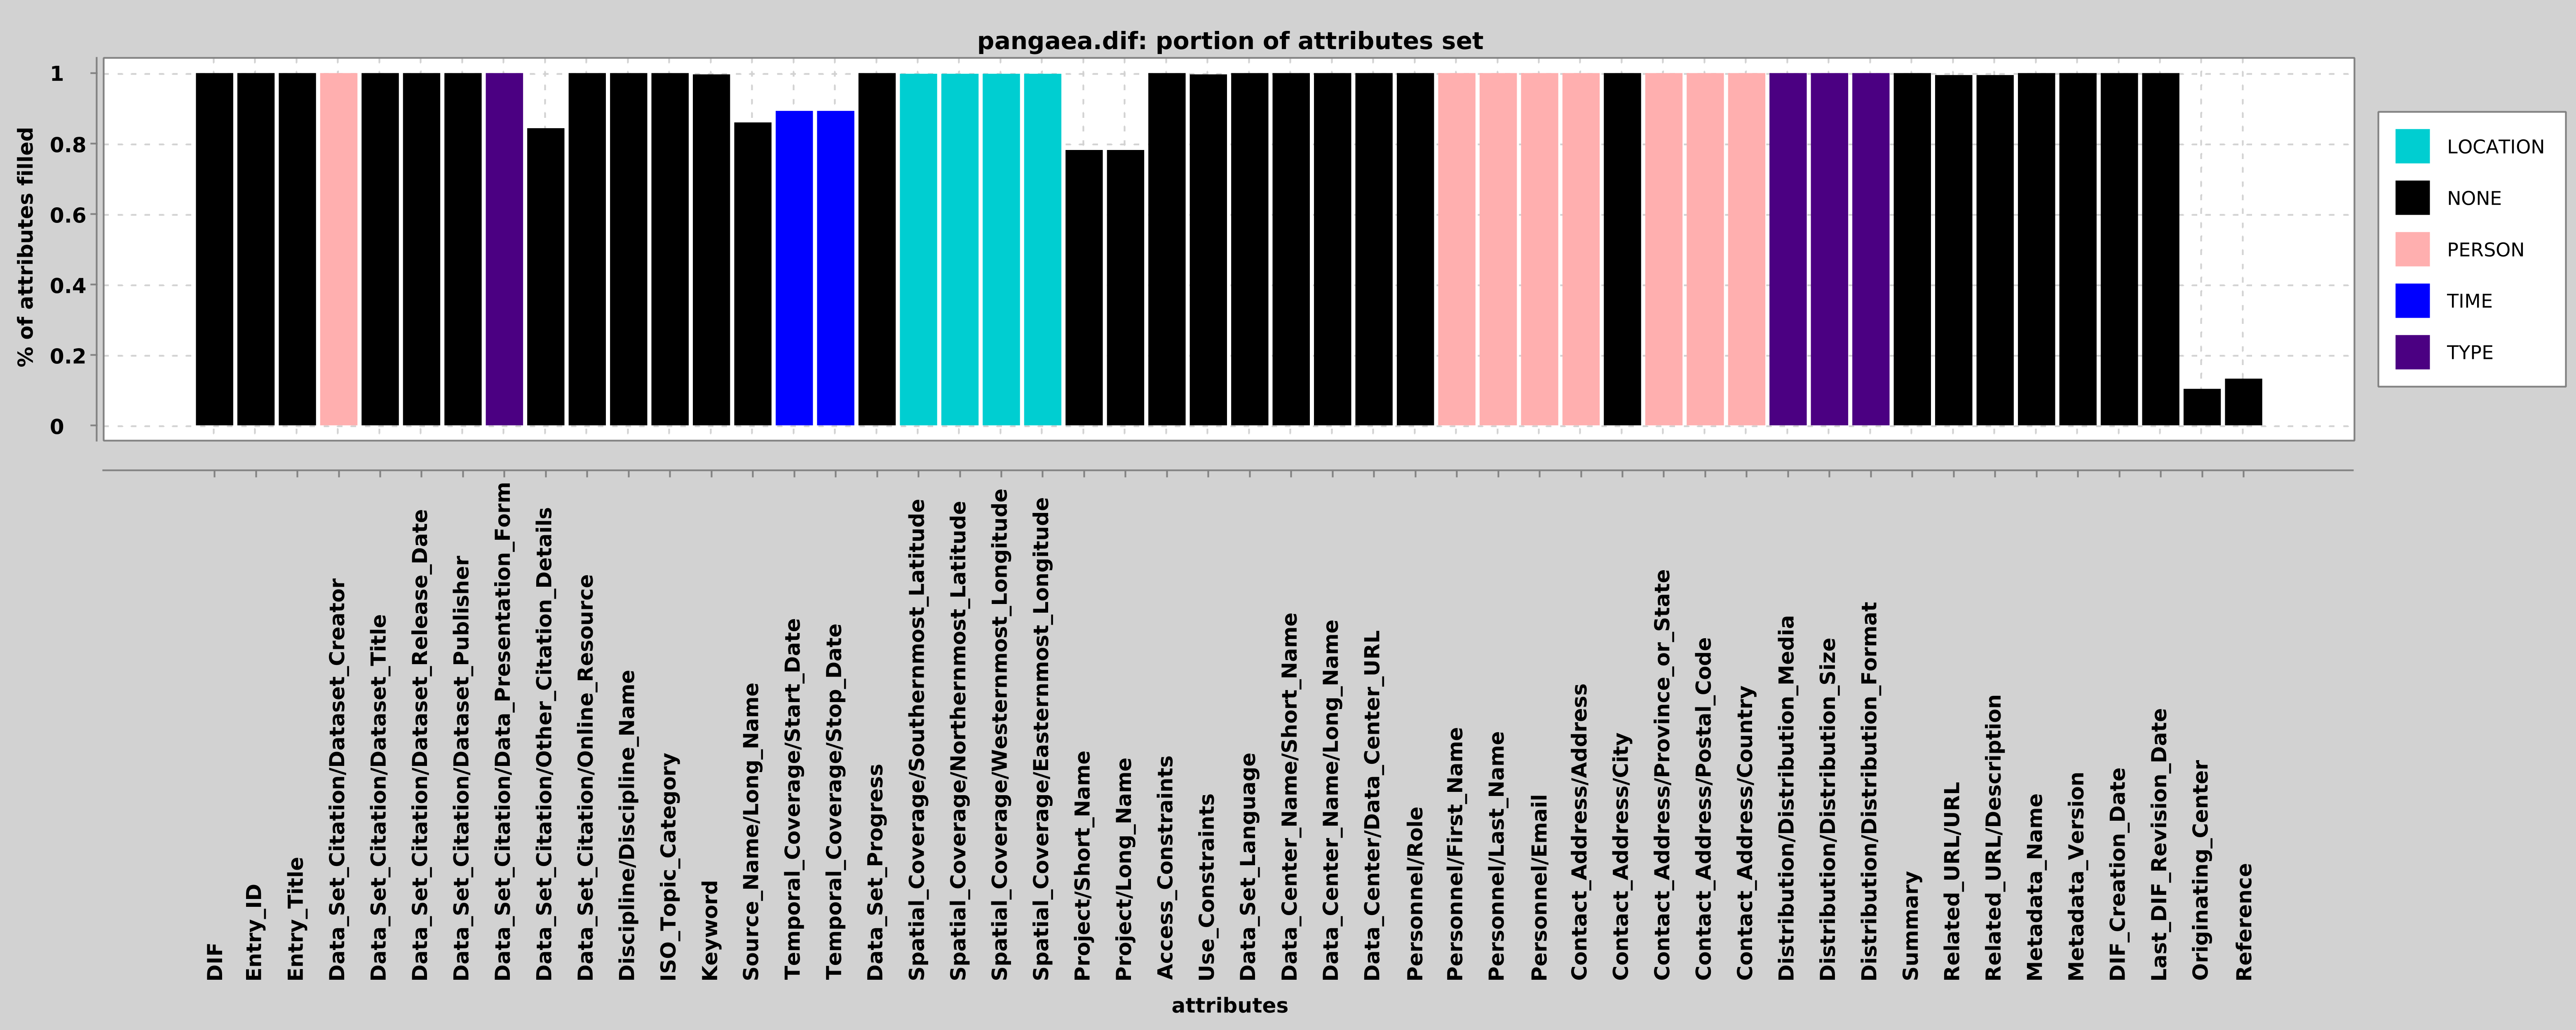 pangaea.dif: portion of attributes set
% of attributes filled
1
0.8
0.6
0.4
0.2
0
LOCATION
NONE
PERSON
TIME
TYPE
DIF
Entry_ID
Entry_Title
Data_Set_Citation/Dataset_Creator
Data_Set_Citation/Dataset_Title
Data_Set_Citation/Dataset_Release_Date
Data_Set_Citation/Dataset_Publisher
Data_Set_Citation/Data_Presentation_Form
Data_Set_Citation/Other_Citation_Details
Data_Set_Citation/Online_Resource
Discipline/Discipline_Name
ISO_Topic_Category
Keyword
Source_Name/Long_Name
Temporal_Coverage/Start_Date
Temporal_Coverage/Stop_Date
Data_Set_Progress
Spatial_Coverage/Southernmost_Latitude
Spatial_Coverage/Northernmost_Latitude
Spatial_Coverage/Westernmost_Longitude
Spatial_Coverage/Easternmost_Longitude
Project/Short_Name
Project/Long_Name
Access_Constraints
Use_Constraints
Data_Set_Language
Data_Center_Name/Short_Name
Data_Center_Name/Long_Name
Data_Center/Data_Center_URL
Personnel/Role
Personnel/First_Name
Personnel/Last_Name
Personnel/Email
Contact_Address/Address
Contact_Address/City
Contact_Address/Province_or_State
Contact_Address/Postal_Code
Contact_Address/Country
Distribution/Distribution_Media
Distribution/Distribution_Size
Distribution/Distribution_Format
Summary
Related_URL/URL
Related_URL/Description
Metadata_Name
Metadata_Version
DIF_Creation_Date
Last_DIF_Revision_Date
Originating_Center
Reference
attributes